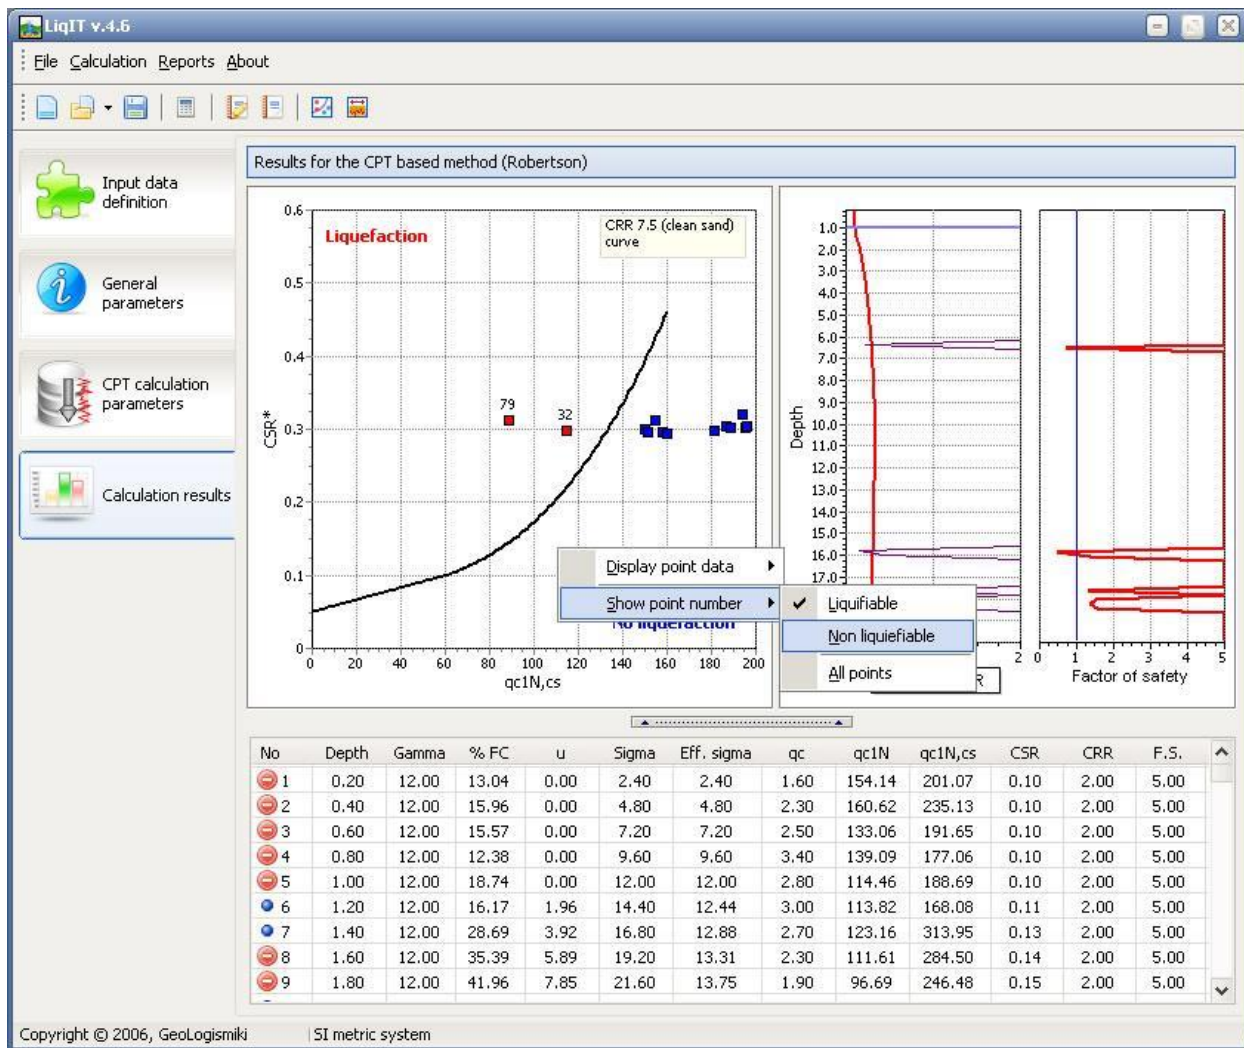 LiqIT v.4.6
File Calculation Reports About
Input data
definition
General
parameters
CPT calculation
parameters
Calculation results
Results for the CPT based method (Robertson)
0.6
0.5
0.4
0.3
0.2
0.1
0
CSR*
Liquefaction
CRR 7.5 (clean sand)
curve
79
32
No liquefaction
0 20 40 60 80 100 120 140 160 180 200
qc1N,cs
Display point data
Show point number
Liquifiable
Non liquiefiable
All points
Depth
1.0
2.0
3.0
4.0
5.0
6.0
7.0
8.0
9.0
10.0
11.0
12.0
13.0
14.0
15.0
16.0
17.0
2
R
0 1 2 3 4 5
Factor of safety
No Depth Gamma % FC u Sigma Eff. sigma qc qc1N qc1N,cs CSR CRR F.S.
1 0.20 12.00 13.04 0.00 2.40 2.40 1.60 154.14 201.07 0.10 2.00 5.00
2 0.40 12.00 15.96 0.00 4.80 4.80 2.30 160.62 235.13 0.10 2.00 5.00
3 0.60 12.00 15.57 0.00 7.20 7.20 2.50 133.06 191.65 0.10 2.00 5.00
4 0.80 12.00 12.38 0.00 9.60 9.60 3.40 139.09 177.06 0.10 2.00 5.00
5 1.00 12.00 18.74 0.00 12.00 12.00 2.80 114.46 188.69 0.10 2.00 5.00
6 1.20 12.00 16.17 1.96 14.40 12.44 3.00 113.82 168.08 0.11 2.00 5.00
7 1.40 12.00 28.69 3.92 16.80 12.88 2.70 123.16 313.95 0.13 2.00 5.00
8 1.60 12.00 35.39 5.89 19.20 13.31 2.30 111.61 284.50 0.14 2.00 5.00
9 1.80 12.00 41.96 7.85 21.60 13.75 1.90 96.69 246.48 0.15 2.00 5.00
Copyright © 2006, GeoLogismiki SI metric system